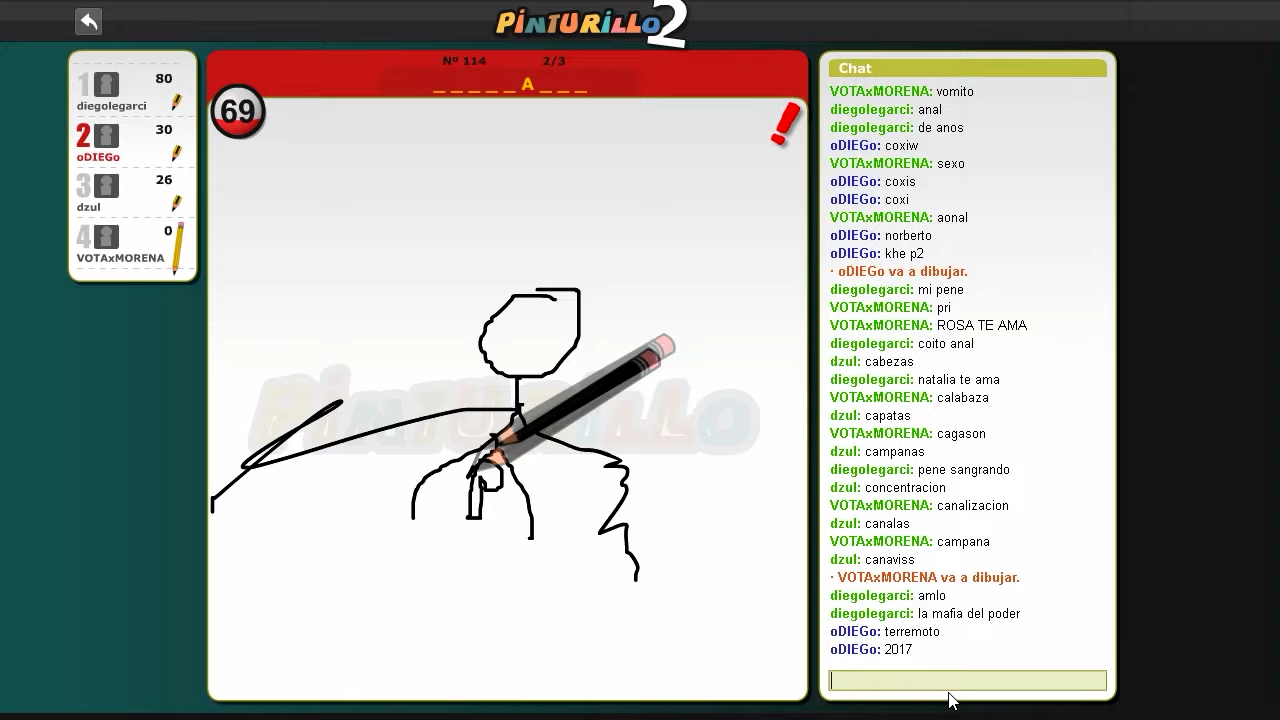 PINTURILLO 2
Nº 114 2/3
_ _ _ _ _ A _ _ _
69
1 80
diegolegarci
2 30
oDIEGo
3 26
dzul
4 0
VOTAxMORENA
PINTURILLO
Chat
VOTAxMORENA: vomito
diegolegarci: anal
diegolegarci: de anos
oDIEGo: coxiw
VOTAxMORENA: sexo
oDIEGo: coxis
oDIEGo: coxi
VOTAxMORENA: aonal
oDIEGo: norberto
oDIEGo: khe p2
· oDIEGo va a dibujar.
diegolegarci: mi pene
VOTAxMORENA: pri
VOTAxMORENA: ROSA TE AMA
diegolegarci: coito anal
dzul: cabezas
diegolegarci: natalia te ama
VOTAxMORENA: calabaza
dzul: capatas
VOTAxMORENA: cagason
dzul: campanas
diegolegarci: pene sangrando
dzul: concentracion
VOTAxMORENA: canalizacion
dzul: canalas
VOTAxMORENA: campana
dzul: canaviss
· VOTAxMORENA va a dibujar.
diegolegarci: amlo
diegolegarci: la mafia del poder
oDIEGo: terremoto
oDIEGo: 2017